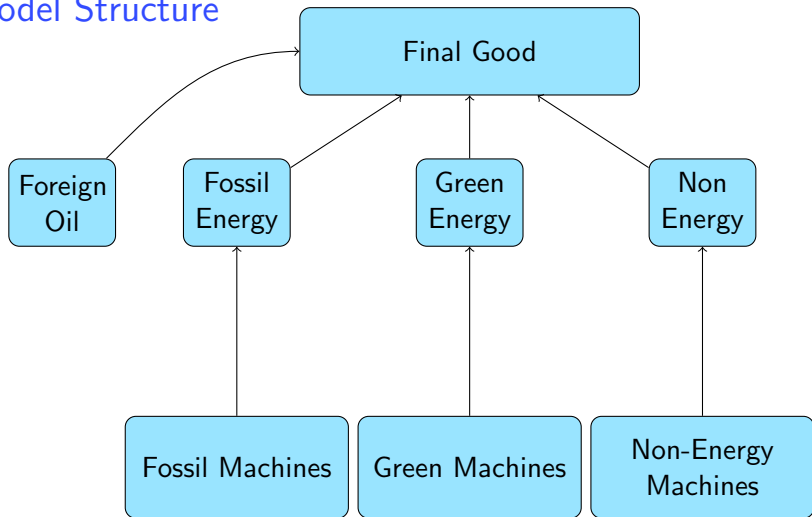 odel Structure
Final Good
Foreign
Oil
Fossil
Energy
Green
Energy
Non
Energy
Fossil Machines
Green Machines
Non-Energy
Machines